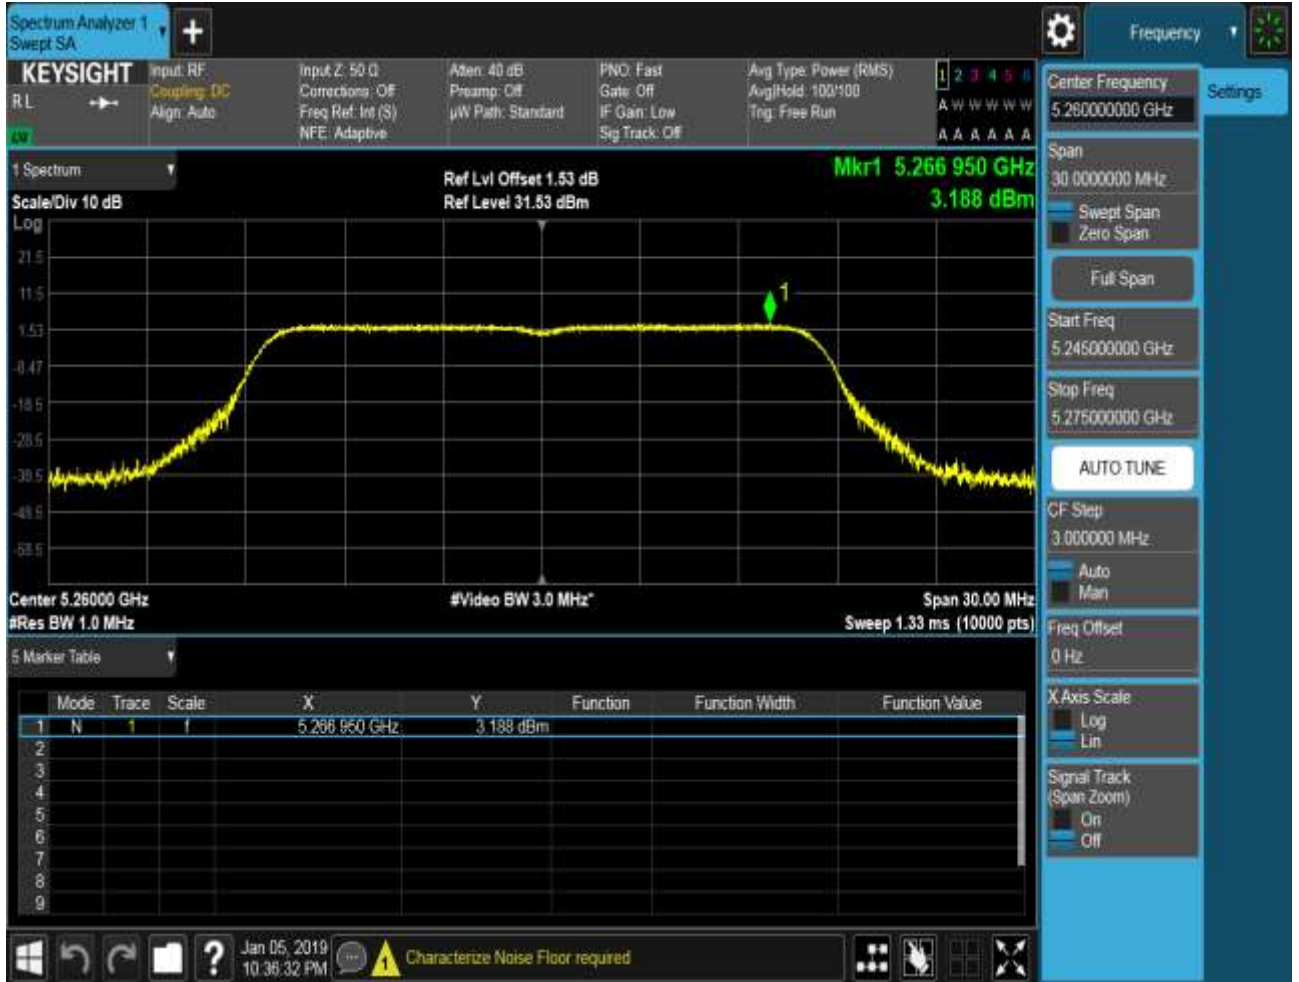 Spectrum Analyzer 1
Swept SA
Frequency
KEYSIGHT
RL
Input: RF
Coupling: DC
Align: Auto
Input Z: 50 Ω
Corrections: Off
Freq Ref: Int (S)
NFE: Adaptive
Atten: 40 dB
Preamp: Off
µW Path: Standard
PNO: Fast
Gate: Off
IF Gain: Low
Sig Track: Off
Avg Type: Power (RMS)
Avg|Hold: 100/100
Trig: Free Run
1 2 3 4 5 6
A W W W W W
A A A A A A
1 Spectrum
Scale/Div 10 dB
Ref Lvl Offset 1.53 dB
Ref Level 31.53 dBm
Mkr1 5.266 950 GHz
3.188 dBm
Log
21.5
11.5
1.53
-8.47
-18.5
-28.5
-38.5
-48.5
-58.5
1
Center 5.26000 GHz
#Video BW 3.0 MHz*
Span 30.00 MHz
#Res BW 1.0 MHz
Sweep 1.33 ms (10000 pts)
5 Marker Table
Mode Trace Scale X Y Function Function Width Function Value
1 N 1 f 5.266 950 GHz 3.188 dBm
2
3
4
5
6
7
8
9
Jan 05, 2019
10:36:32 PM
Characterize Noise Floor required
Settings
Center Frequency
5.260000000 GHz
Span
30.0000000 MHz
Swept Span
Zero Span
Full Span
Start Freq
5.245000000 GHz
Stop Freq
5.275000000 GHz
AUTO TUNE
CF Step
3.000000 MHz
Auto
Man
Freq Offset
0 Hz
X Axis Scale
Log
Lin
Signal Track
(Span Zoom)
On
Off